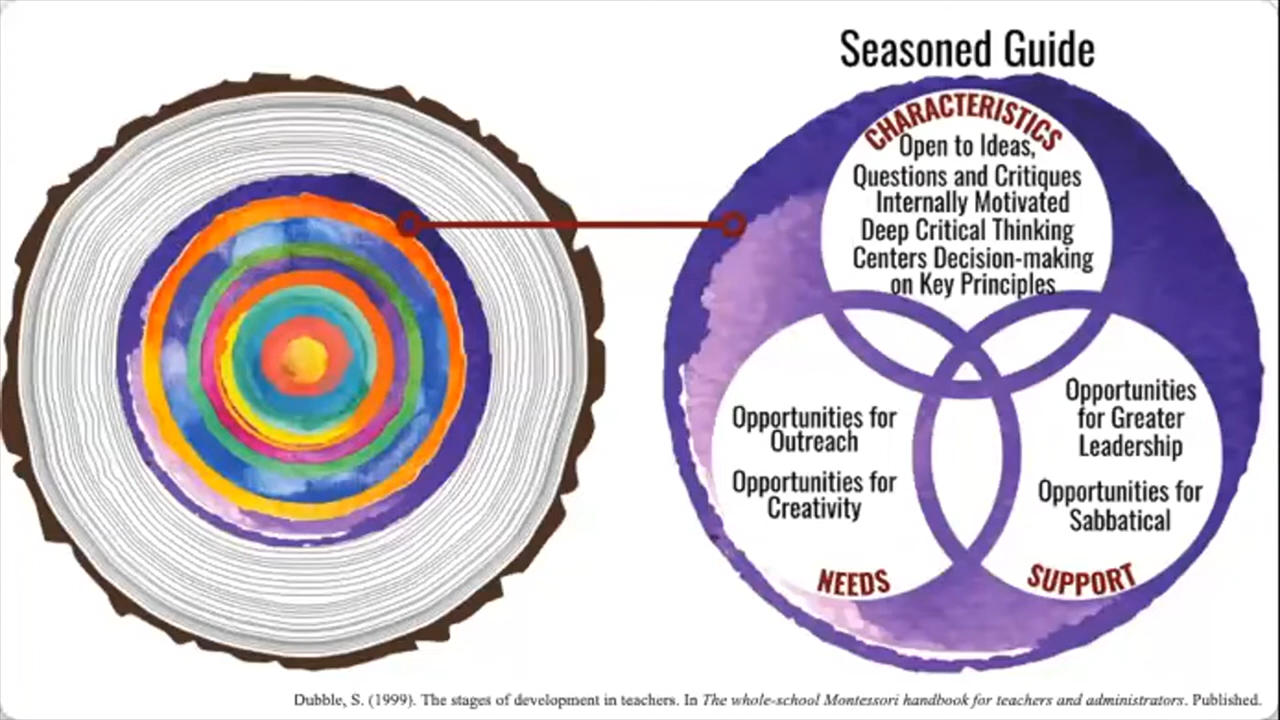 Seasoned Guide
CHARACTERISTICS
Open to Ideas,
Questions and Critiques
Internally Motivated
Deep Critical Thinking
Centers Decision-making
on Key Principles
Opportunities for
Outreach
Opportunities for
Creativity
NEEDS
Opportunities
for Greater
Leadership
Opportunities for
Sabbatical
SUPPORT
Dubble, S. (1999). The stages of development in teachers. In The whole-school Montessori handbook for teachers and administrators. Published.